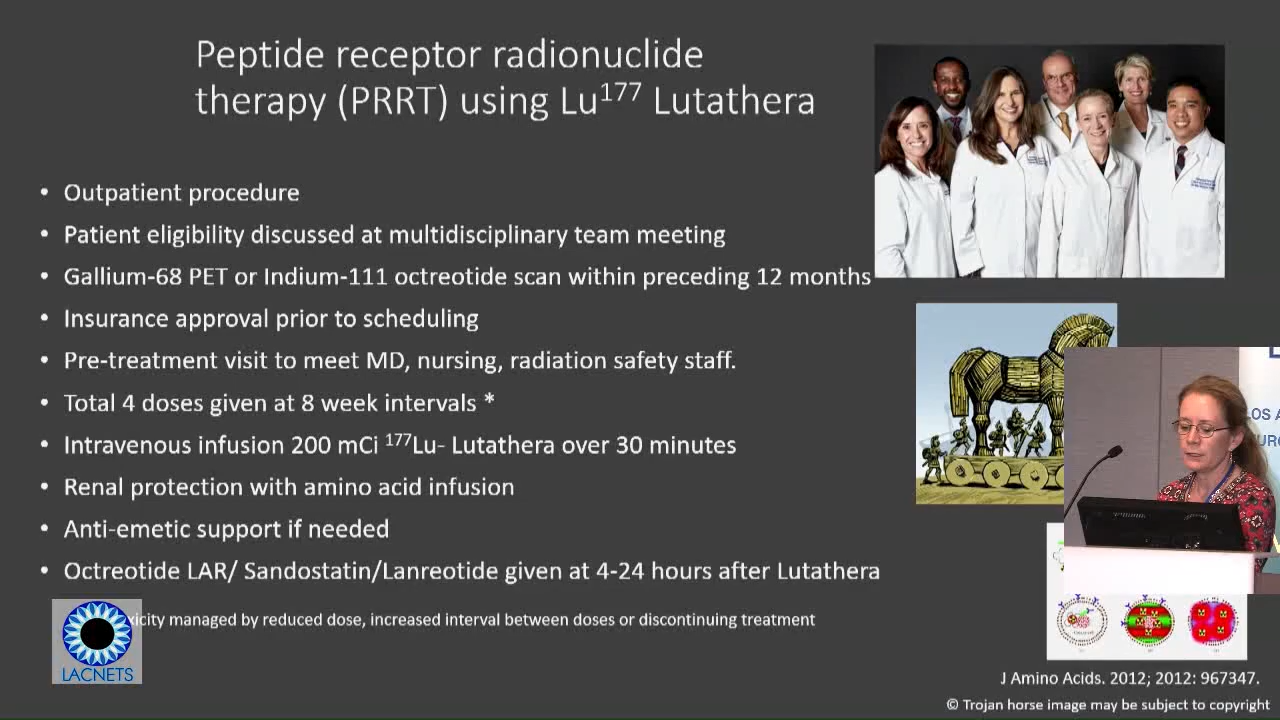 Peptide receptor radionuclide
therapy (PRRT) using Lu177 Lutathera
• Outpatient procedure
• Patient eligibility discussed at multidisciplinary team meeting
• Gallium-68 PET or Indium-111 octreotide scan within preceding 12 months
• Insurance approval prior to scheduling
• Pre-treatment visit to meet MD, nursing, radiation safety staff.
• Total 4 doses given at 8 week intervals *
• Intravenous infusion 200 mCi 177Lu- Lutathera over 30 minutes
• Renal protection with amino acid infusion
• Anti-emetic support if needed
• Octreotide LAR/ Sandostatin/Lanreotide given at 4-24 hours after Lutathera
managed by reduced dose, increased interval between doses or discontinuing treatment
LACNETS
J Amino Acids. 2012; 2012: 967347.
© Trojan horse image may be subject to copyright